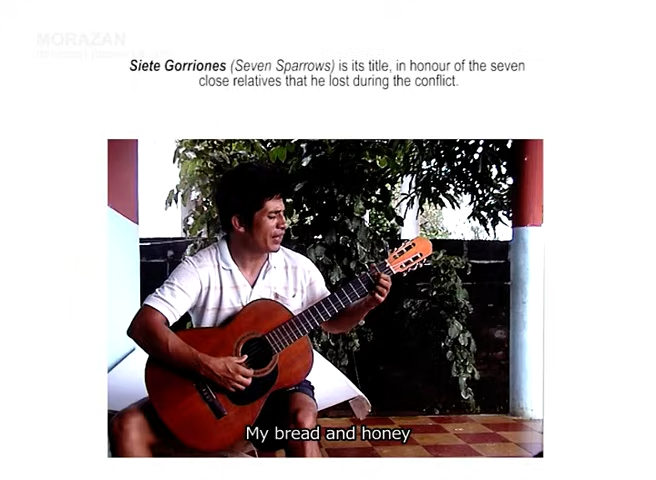 MORAZAN
Siete Gorriones (Seven Sparrows) is its title, in honour of the seven
close relatives that he lost during the conflict.
My bread and honey